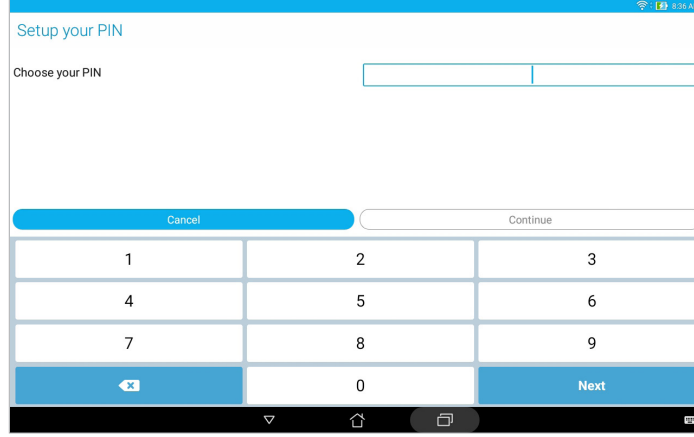 8:36 A
Setup your PIN
Choose your PIN
Cancel Continue
1 2 3
4 5 6
7 8 9
0 Next